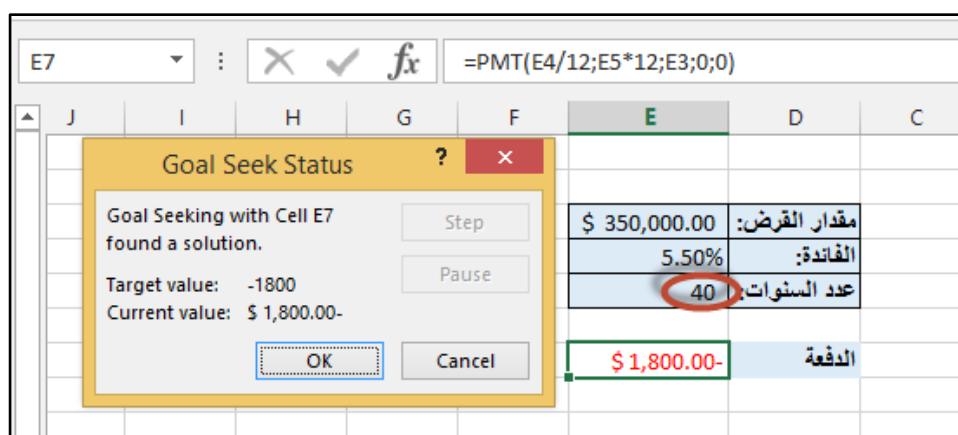 E7
fx
=PMT(E4/12;E5*12;E3;0;0)
J I H G F E D C
Goal Seek Status
?
Goal Seeking with Cell E7
found a solution.
Step
Pause
Target value: -1800
Current value: $ 1,800.00-
OK
Cancel
مقدار القرض: $ 350,000.00
الفائدة: 5.50%
عدد السنوات: 40
الدفعة $ 1,800.00-